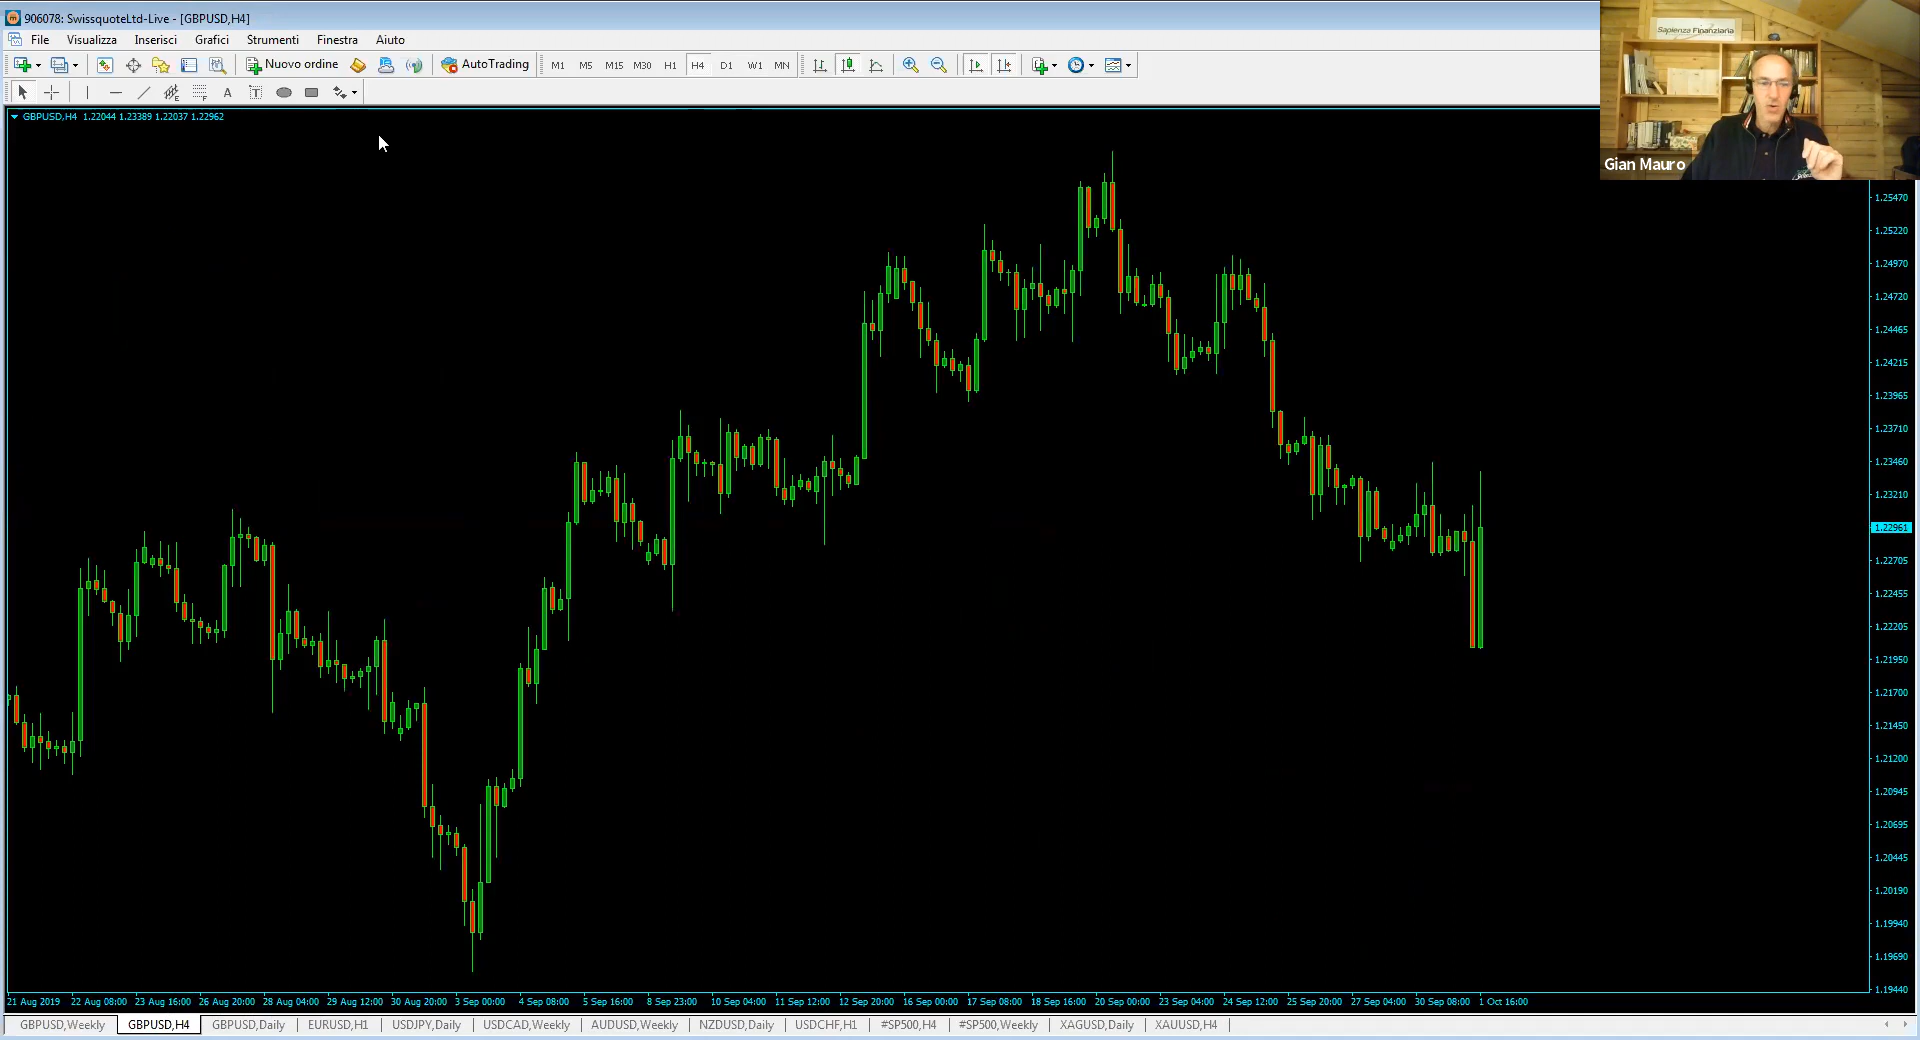 906078: SwissquoteLtd-Live - [GBPUSD,H4]
File Visualizza Inserisci Grafici Strumenti Finestra Aiuto
Nuovo ordine AutoTrading M1 M5 M15 M30 H1 H4 D1 W1 MN
A T
GBPUSD,H4 1.22044 1.23389 1.22037 1.22962
Sapienza Finanziaria
Gian Mauro
1.25470
1.25220
1.24970
1.24720
1.24465
1.24215
1.23965
1.23710
1.23460
1.23210
1.22961
1.22705
1.22455
1.22205
1.21950
1.21700
1.21450
1.21200
1.20945
1.20695
1.20445
1.20190
1.19940
1.19690
1.19440
21 Aug 2019 22 Aug 08:00 23 Aug 16:00 26 Aug 20:00 28 Aug 04:00 29 Aug 12:00 30 Aug 20:00 3 Sep 00:00 4 Sep 08:00 5 Sep 16:00 8 Sep 23:00 10 Sep 04:00 11 Sep 12:00 12 Sep 20:00 16 Sep 00:00 17 Sep 08:00 18 Sep 16:00 20 Sep 00:00 23 Sep 04:00 24 Sep 12:00 25 Sep 20:00 27 Sep 04:00 30 Sep 08:00 1 Oct 16:00
GBPUSD,Weekly GBPUSD,H4 GBPUSD,Daily EURUSD,H1 USDJPY,Daily USDCAD,Weekly AUDUSD,Weekly NZDUSD,Daily USDCHF,H1 #SP500,H4 #SP500,Weekly XAGUSD,Daily XAUUSD,H4